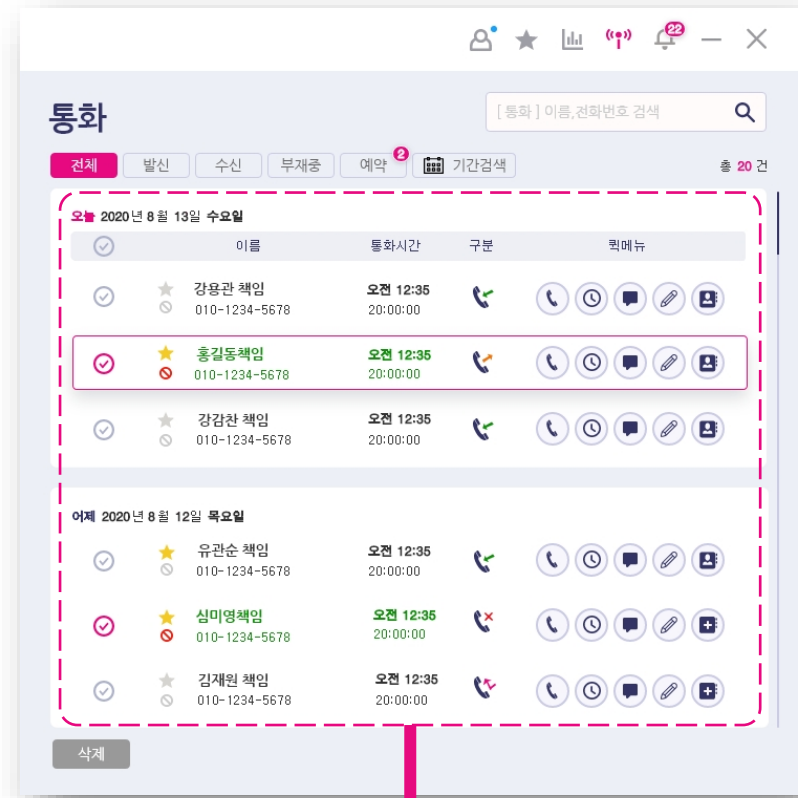 22
통화
[ 통화 ] 이름,전화번호 검색
전체 발신 수신 부재중 예약 2 기간검색 총 20 건
오늘 2020년 8월 13일 수요일
이름 통화시간 구분 퀵메뉴
강용관 책임 오전 12:35
010-1234-5678 20:00:00
홍길동책임 오전 12:35
010-1234-5678 20:00:00
강감찬 책임 오전 12:35
010-1234-5678 20:00:00
어제 2020년 8월 12일 목요일
유관순 책임 오전 12:35
010-1234-5678 20:00:00
심미영책임 오전 12:35
010-1234-5678 20:00:00
김재원 책임 오전 12:35
010-1234-5678 20:00:00
삭제